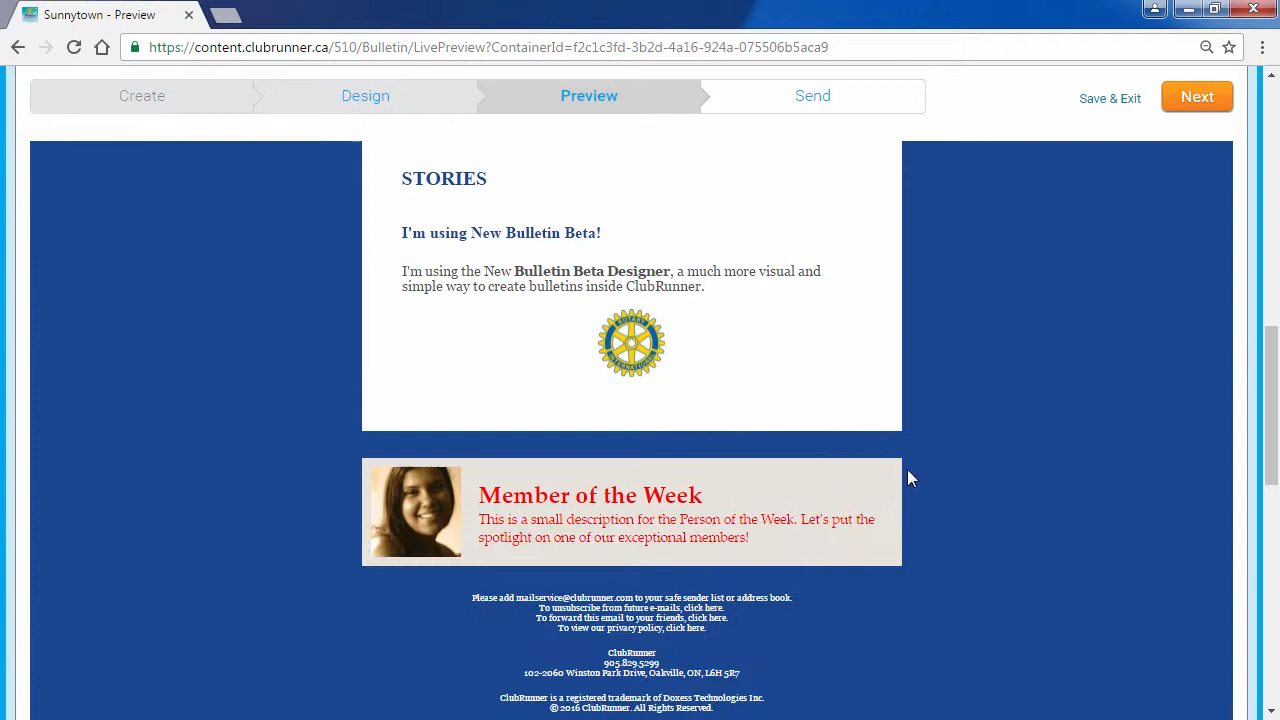 Sunnytown - Preview
https://content.clubrunner.ca/510/Bulletin/LivePreview?ContainerId=f2c1c3fd-3b2d-4a16-924a-075506b5aca9
Create
Design
Preview
Send
Save & Exit
Next
STORIES
I'm using New Bulletin Beta!
I'm using the New Bulletin Beta Designer, a much more visual and
simple way to create bulletins inside ClubRunner.
ROTARY
INTERNATIONAL
Member of the Week
This is a small description for the Person of the Week. Let's put the
spotlight on one of our exceptional members!
Please add mailservice@clubrunner.com to your safe sender list or address book.
To unsubscribe from future e-mails, click here.
To forward this email to your friends, click here.
To view our privacy policy, click here.
ClubRunner
905.829.5299
102-2060 Winston Park Drive, Oakville, ON, L6H 5R7
ClubRunner is a registered trademark of Doxess Technologies Inc.
© 2016 ClubRunner. All Rights Reserved.